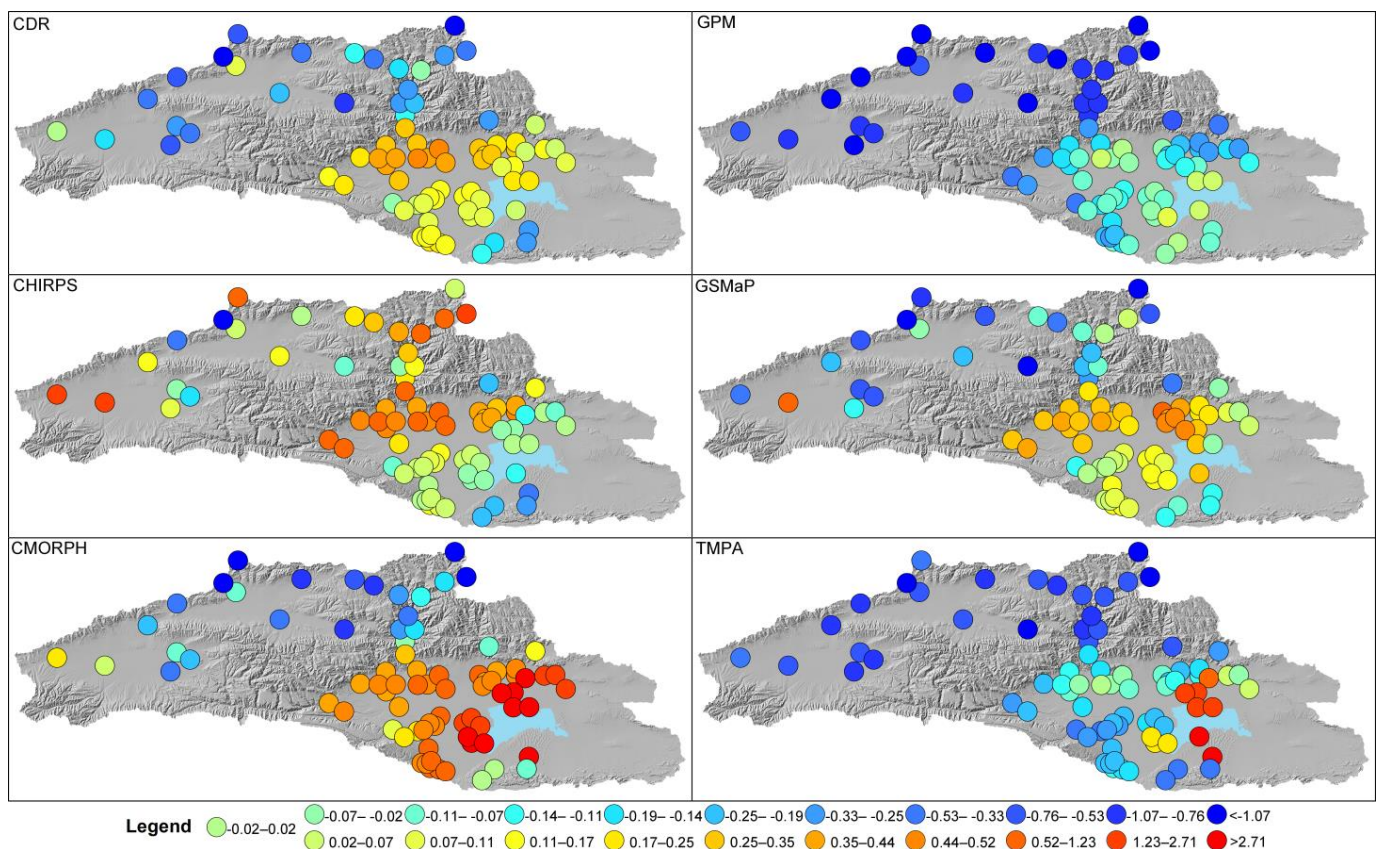 CDR
GPM
CHIRPS
GSMaP
CMORPH
TMPA
Legend
-0.02–0.02
-0.07– -0.02 -0.11– -0.07 -0.14– -0.11 -0.19– -0.14 -0.25– -0.19 -0.33– -0.25 -0.53– -0.33 -0.76– -0.53 -1.07– -0.76 <-1.07
0.02–0.07 0.07–0.11 0.11–0.17 0.17–0.25 0.25–0.35 0.35–0.44 0.44–0.52 0.52–1.23 1.23–2.71 >2.71